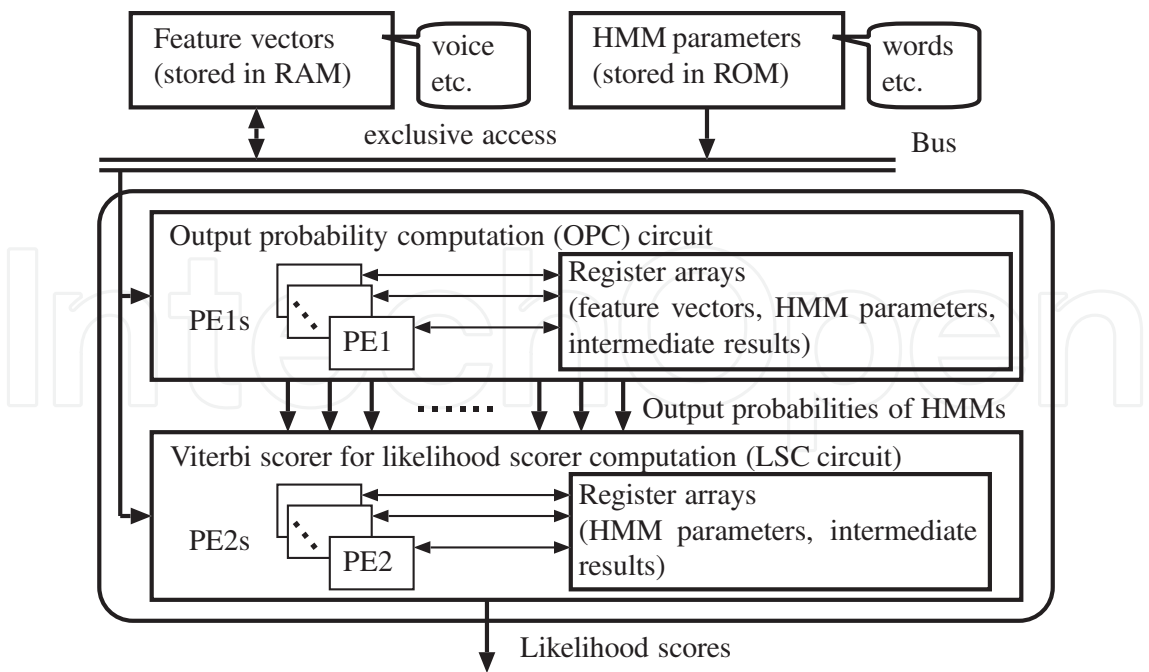 Feature vectors
(stored in RAM)
voice
etc.
HMM parameters
(stored in ROM)
words
etc.
exclusive access
Bus
Output probability computation (OPC) circuit
PE1s
PE1
Register arrays
(feature vectors, HMM parameters,
intermediate results)
Output probabilities of HMMs
Viterbi scorer for likelihood scorer computation (LSC circuit)
PE2s
PE2
Register arrays
(HMM parameters, intermediate
results)
Likelihood scores
IntechOpen